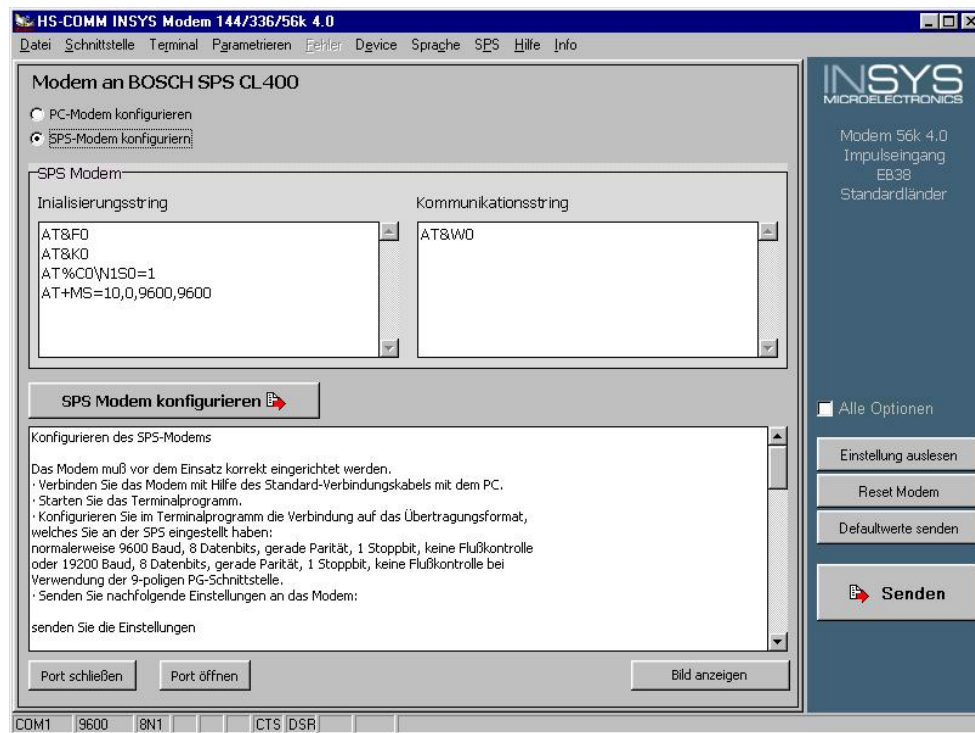 HS-COMM INSYS Modem 144/336/56k 4.0
Datei Schnittstelle Terminal Parametrieren Fehler Device Sprache SPS Hilfe Info
Modem an BOSCH SPS CL400
PC-Modem konfigurieren
SPS-Modem konfiguriern
SPS Modem
Inialisierungsstring
AT&F0
AT&K0
AT%C0\N1S0=1
AT+MS=10,0,9600,9600
Kommunikationsstring
AT&W0
SPS Modem konfigurieren
Konfigurieren des SPS-Modems
Das Modem muß vor dem Einsatz korrekt eingerichtet werden.
· Verbinden Sie das Modem mit Hilfe des Standard-Verbindungskabels mit dem PC.
· Starten Sie das Terminalprogramm.
· Konfigurieren Sie im Terminalprogramm die Verbindung auf das Übertragungsformat,
welches Sie an der SPS eingestellt haben:
normalerweise 9600 Baud, 8 Datenbits, gerade Parität, 1 Stoppbit, keine Flußkontrolle
oder 19200 Baud, 8 Datenbits, gerade Parität, 1 Stoppbit, keine Flußkontrolle bei
Verwendung der 9-poligen PG-Schnittstelle.
· Senden Sie nachfolgende Einstellungen an das Modem:
senden Sie die Einstellungen
Port schließen
Port öffnen
Bild anzeigen
INSYS
MICROELECTRONICS
Modem 56k 4.0
Impulseingang
EB38
Standardländer
Alle Optionen
Einstellung auslesen
Reset Modem
Defaultwerte senden
Senden
COM1 9600 8N1 CTS DSR